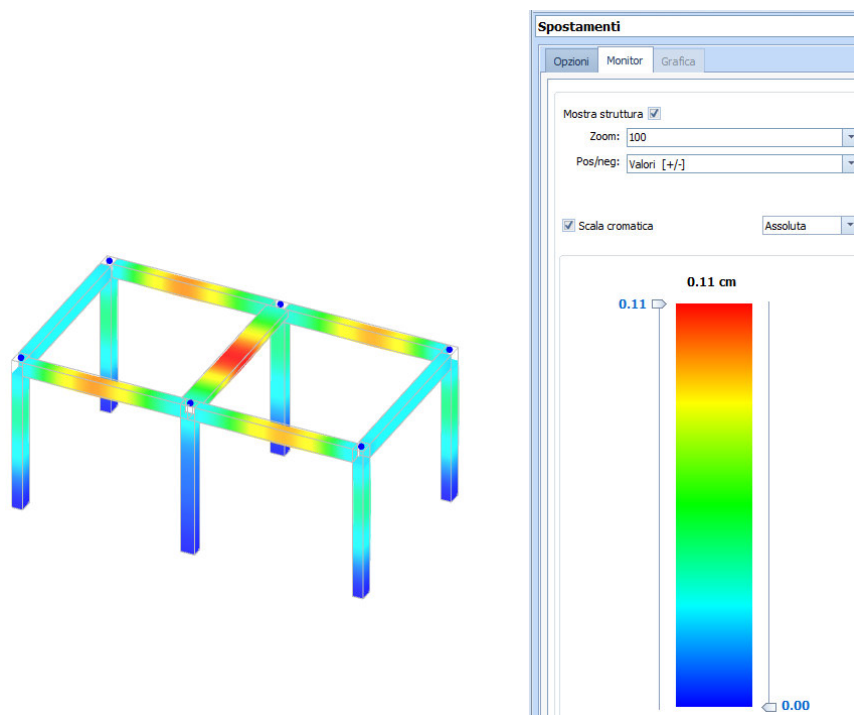 Spostamenti
Opzioni Monitor Grafica
Mostra struttura
Zoom: 100
Pos/neg: Valori [+/-]
Scala cromatica Assoluta
0.11 cm
0.11
0.00